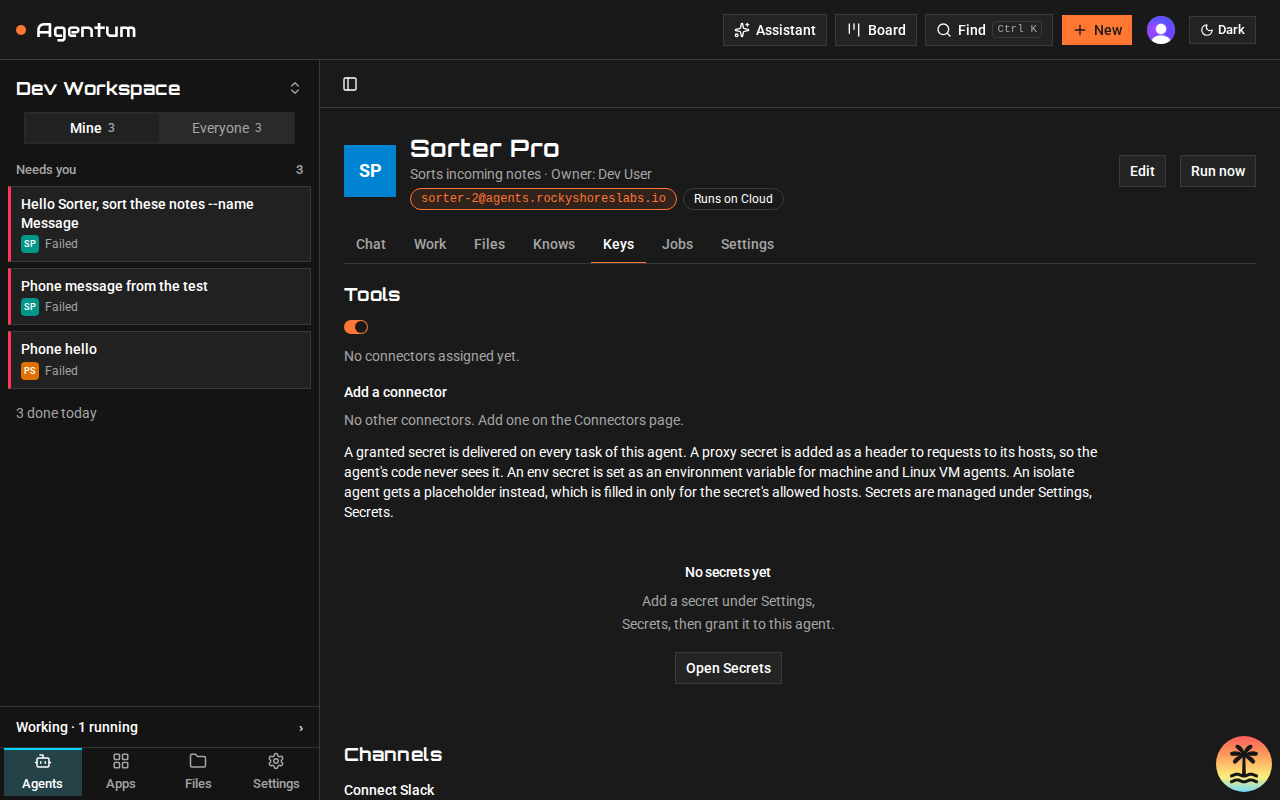 Agentum
Assistant
Board
Find Ctrl K
New
Dark
Dev Workspace
Mine 3
Everyone 3
Needs you 3
Hello Sorter, sort these notes --name
Message
SP Failed
Phone message from the test
SP Failed
Phone hello
PS Failed
3 done today
Working · 1 running ›
Agents
Apps
Files
Settings
SP
Sorter Pro
Sorts incoming notes · Owner: Dev User
sorter-2@agents.rockyshoreslabs.io
Runs on Cloud
Edit
Run now
Chat
Work
Files
Knows
Keys
Jobs
Settings
Tools
No connectors assigned yet.
Add a connector
No other connectors. Add one on the Connectors page.
A granted secret is delivered on every task of this agent. A proxy secret is added as a header to requests to its hosts, so the
agent's code never sees it. An env secret is set as an environment variable for machine and Linux VM agents. An isolate
agent gets a placeholder instead, which is filled in only for the secret's allowed hosts. Secrets are managed under Settings,
Secrets.
No secrets yet
Add a secret under Settings,
Secrets, then grant it to this agent.
Open Secrets
Channels
Connect Slack